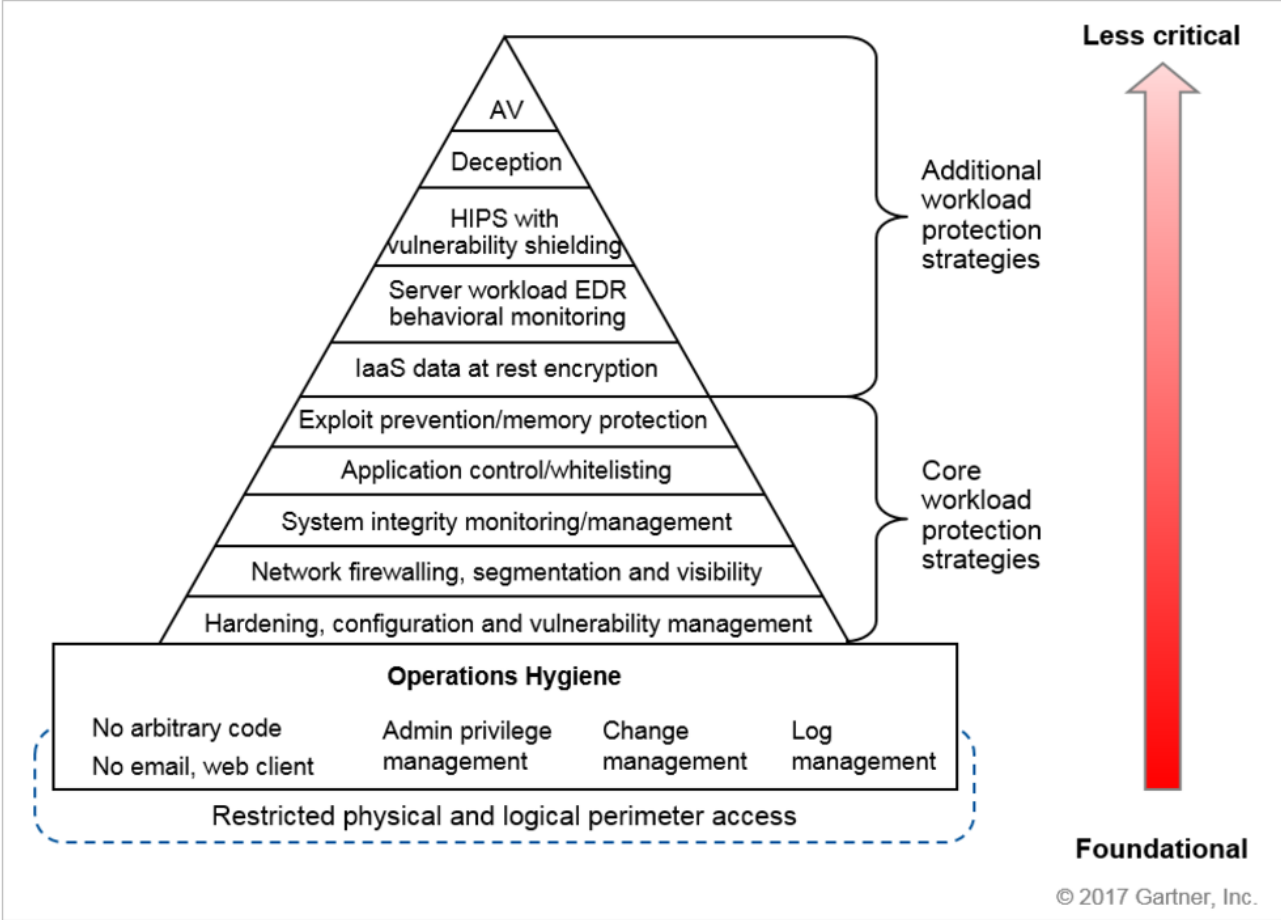 Less critical
AV
Deception
HIPS with
vulnerability shielding
Server workload EDR
behavioral monitoring
IaaS data at rest encryption
Additional
workload
protection
strategies
Exploit prevention/memory protection
Application control/whitelisting
System integrity monitoring/management
Network firewalling, segmentation and visibility
Hardening, configuration and vulnerability management
Core
workload
protection
strategies
Operations Hygiene
No arbitrary code
No email, web client
Admin privilege
management
Change
management
Log
management
Restricted physical and logical perimeter access
Foundational
© 2017 Gartner, Inc.